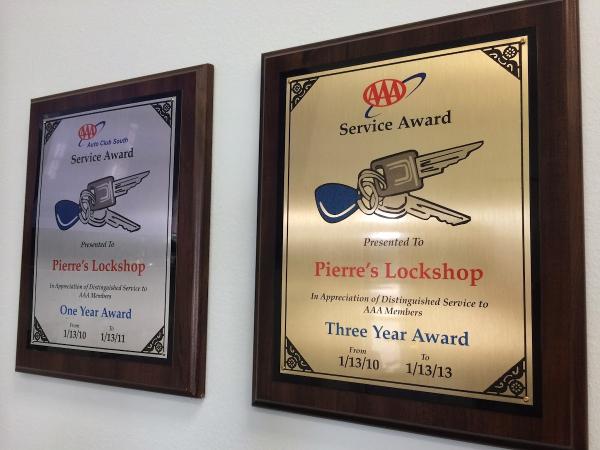 AAA
Auto Club South
Service Award
Presented To
Pierre's Lockshop
In Appreciation of Distinguished Service to
AAA Members
One Year Award
From To
1/13/10 1/13/11
AAA
Service Award
Presented To
Pierre's Lockshop
In Appreciation of Distinguished Service to
AAA Members
Three Year Award
From To
1/13/10 1/13/13